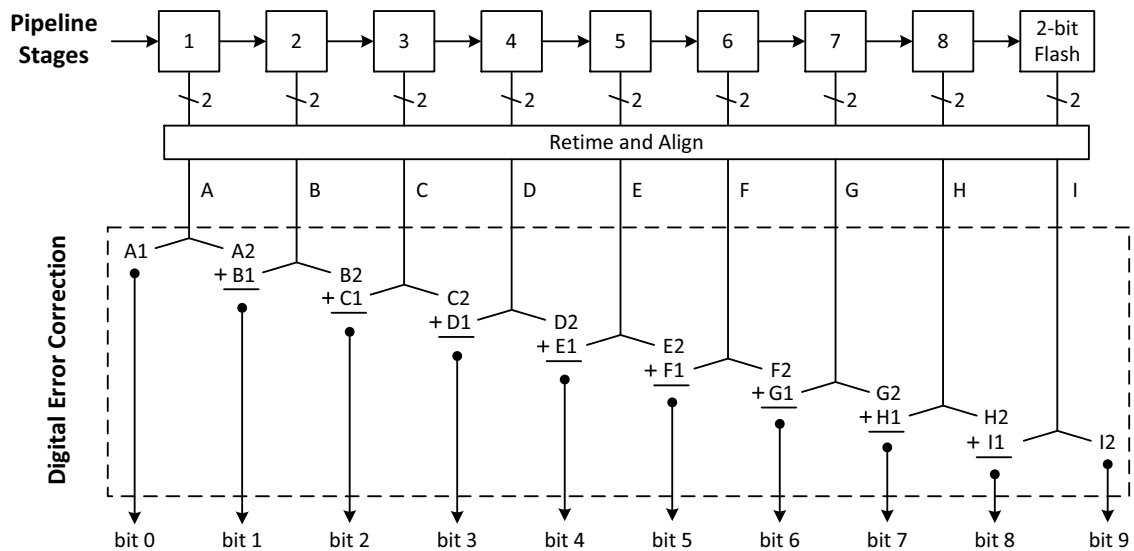 Pipeline Stages
1 2 3 4 5 6 7 8 2-bit Flash
2 2 2 2 2 2 2 2 2
Retime and Align
A B C D E F G H I
Digital Error Correction
A1 A2
+ B1 B2
+ C1 C2
+ D1 D2
+ E1 E2
+ F1 F2
+ G1 G2
+ H1 H2
+ I1 I2
bit 0 bit 1 bit 2 bit 3 bit 4 bit 5 bit 6 bit 7 bit 8 bit 9